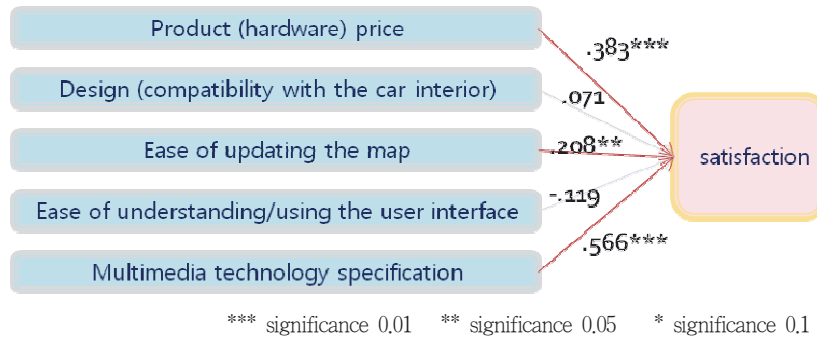 Product (hardware) price
.383***
Design (compatibility with the car interior)
.071
Ease of updating the map
.208**
satisfaction
Ease of understanding/using the user interface
-.119
Multimedia technology specification
.566***
*** significance 0.01 ** significance 0.05 * significance 0.1